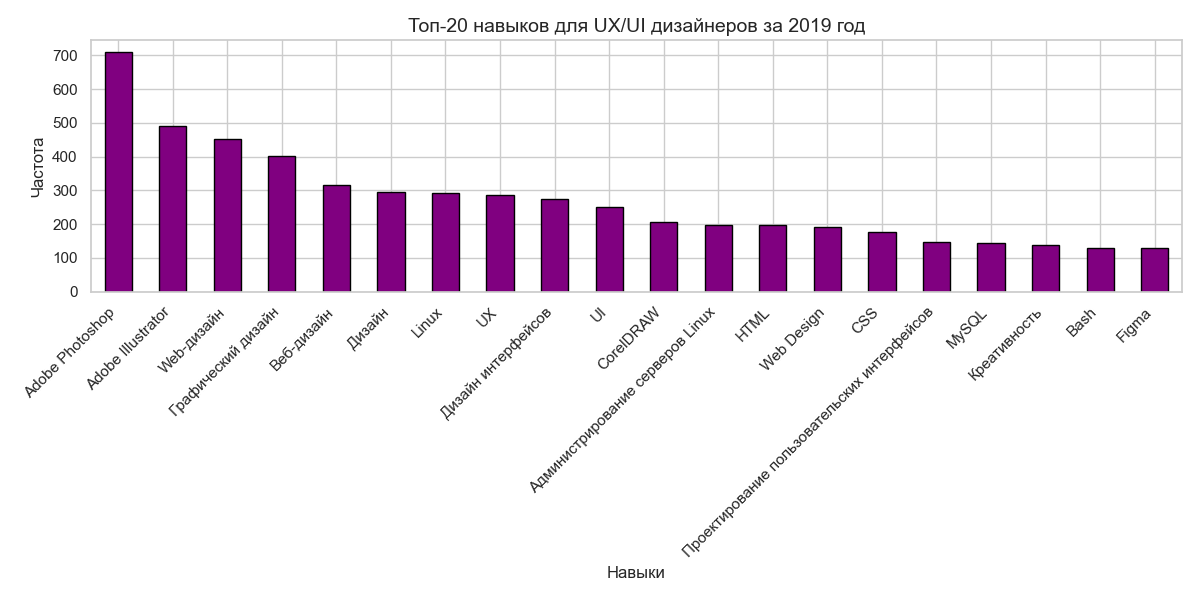 Топ-20 навыков для UX/UI дизайнеров за 2019 год
Частота
700
600
500
400
300
200
100
0
Adobe Photoshop
Adobe Illustrator
Web-дизайн
Графический дизайн
Веб-дизайн
Дизайн
Linux
UX
Дизайн интерфейсов
UI
CorelDRAW
Администрирование серверов Linux
HTML
Web Design
CSS
Проектирование пользовательских интерфейсов
MySQL
Креативность
Bash
Figma
Навыки